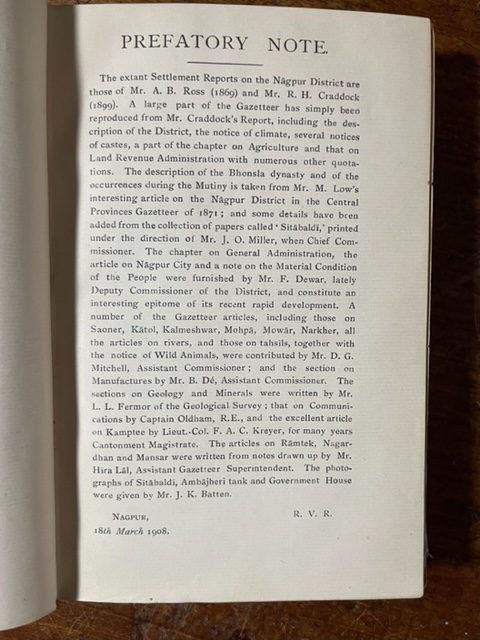 PREFATORY NOTE.
The extant Settlement Reports on the Nāgpur District are
those of Mr. A. B. Ross (1869) and Mr. R. H. Craddock
(1899). A large part of the Gazetteer has simply been
reproduced from Mr. Craddock's Report, including the des-
cription of the District, the notice of climate, several notices
of castes, a part of the chapter on Agriculture and that on
Land Revenue Administration with numerous other quota-
tions. The description of the Bhonsla dynasty and of the
occurrences during the Mutiny is taken from Mr. M. Low's
interesting article on the Nāgpur District in the Central
Provinces Gazetteer of 1871; and some details have been
added from the collection of papers called 'Sītābaldī,' printed
under the direction of Mr. J. O. Miller, when Chief Com-
missioner. The chapter on General Administration, the
article on Nāgpur City and a note on the Material Condition
of the People were furnished by Mr. F. Dewar, lately
Deputy Commissioner of the District, and constitute an
interesting epitome of its recent rapid development. A
number of the Gazetteer articles, including those on
Saoner, Kātol, Kalmeshwar, Mohpā, Mowār, Narkher, all
the articles on rivers, and those on tahsils, together with
the notice of Wild Animals, were contributed by Mr. D. G.
Mitchell, Assistant Commissioner; and the section on
Manufactures by Mr. B. Dé, Assistant Commissioner. The
sections on Geology and Minerals were written by Mr.
L. L. Fermor of the Geological Survey; that on Communi-
cations by Captain Oldham, R.E., and the excellent article
on Kamptee by Lieut.-Col. F. A. C. Kreyer, for many years
Cantonment Magistrate. The articles on Rāmtek, Nagar-
dhan and Mansar were written from notes drawn up by Mr.
Hira Lāl, Assistant Gazetteer Superintendent. The photo-
graphs of Sitābaldi, Ambājheri tank and Government House
were given by Mr. J. K. Batten.
NAGPUR, R. V. R.
18th March 1908.